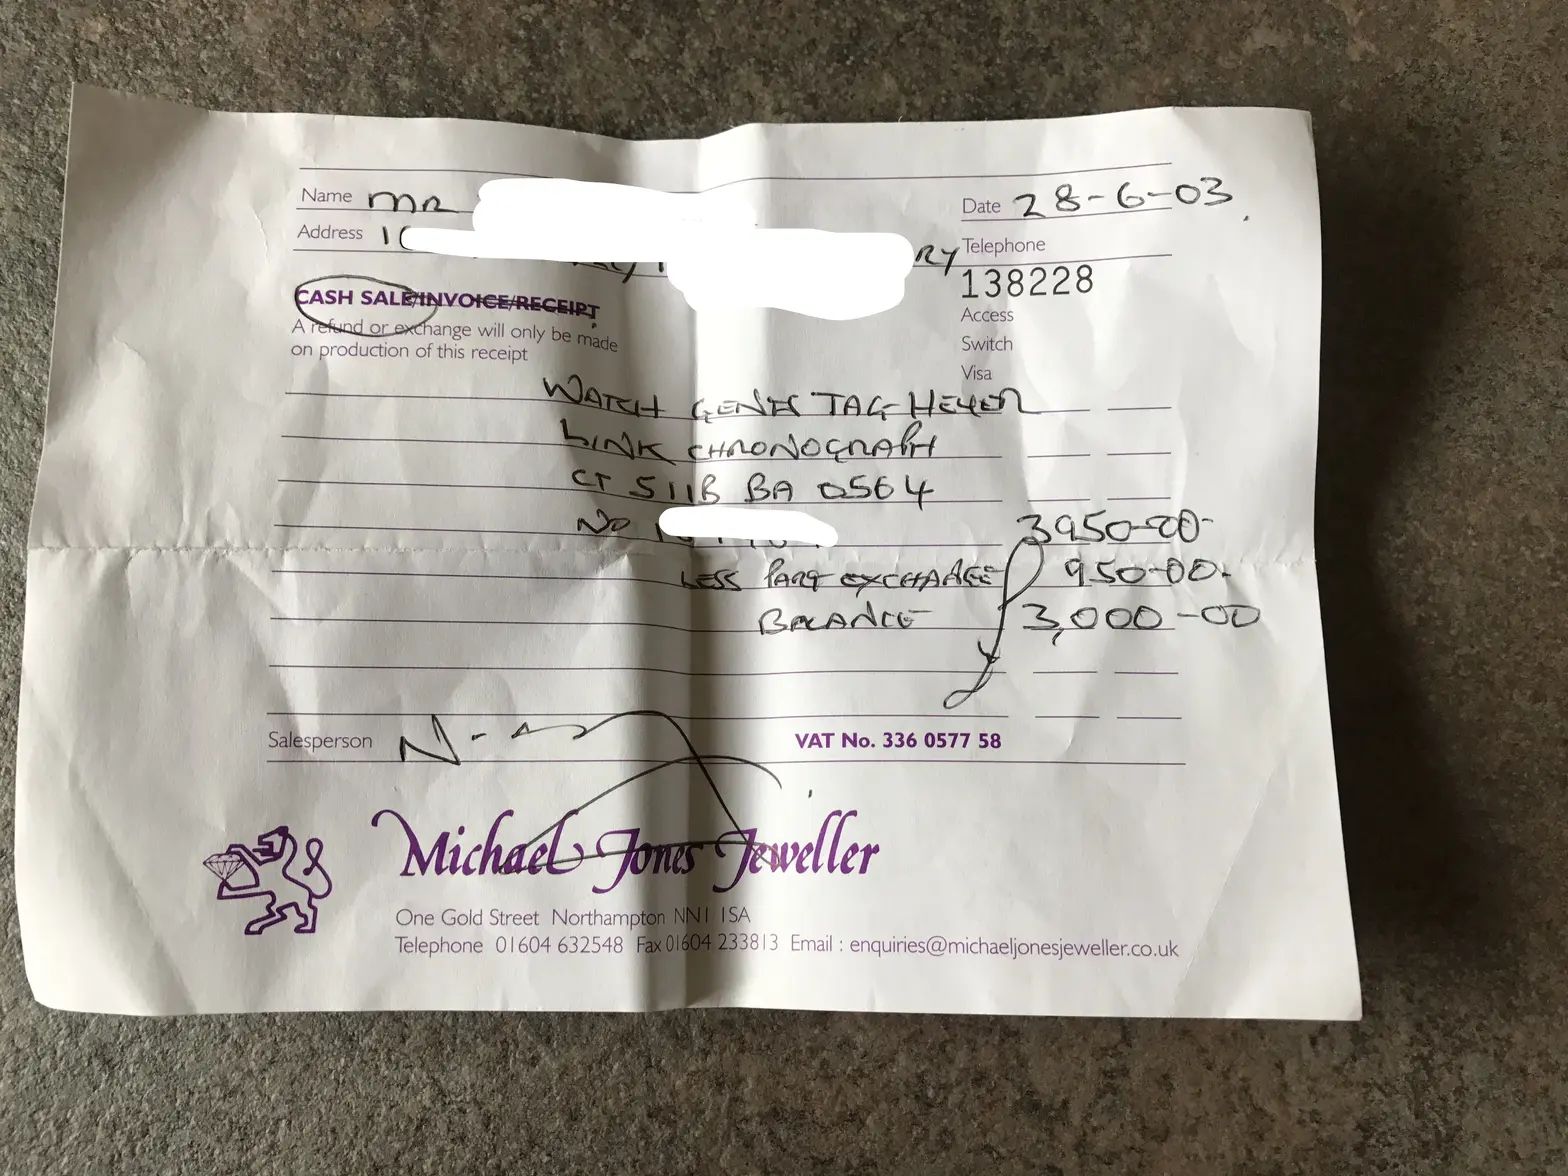 Name MR
Date 28-6-03
Address
RY Telephone
138228
CASH SALE/INVOICE/RECEIPT
A refund or exchange will only be made
on production of this receipt
Access
Switch
Visa
WATCH GENTS TAG HEUER
LINK CHRONOGRAPH
CT 511B BA 0564
No 3950-00
LESS PART EXCHANGE 950-00
BALANCE 3,000-00
Salesperson
VAT No. 336 0577 58
Michael Jones Jeweller
One Gold Street Northampton NN1 1SA
Telephone 01604 632548 Fax 01604 233813 Email : enquiries@michaeljonesjeweller.co.uk